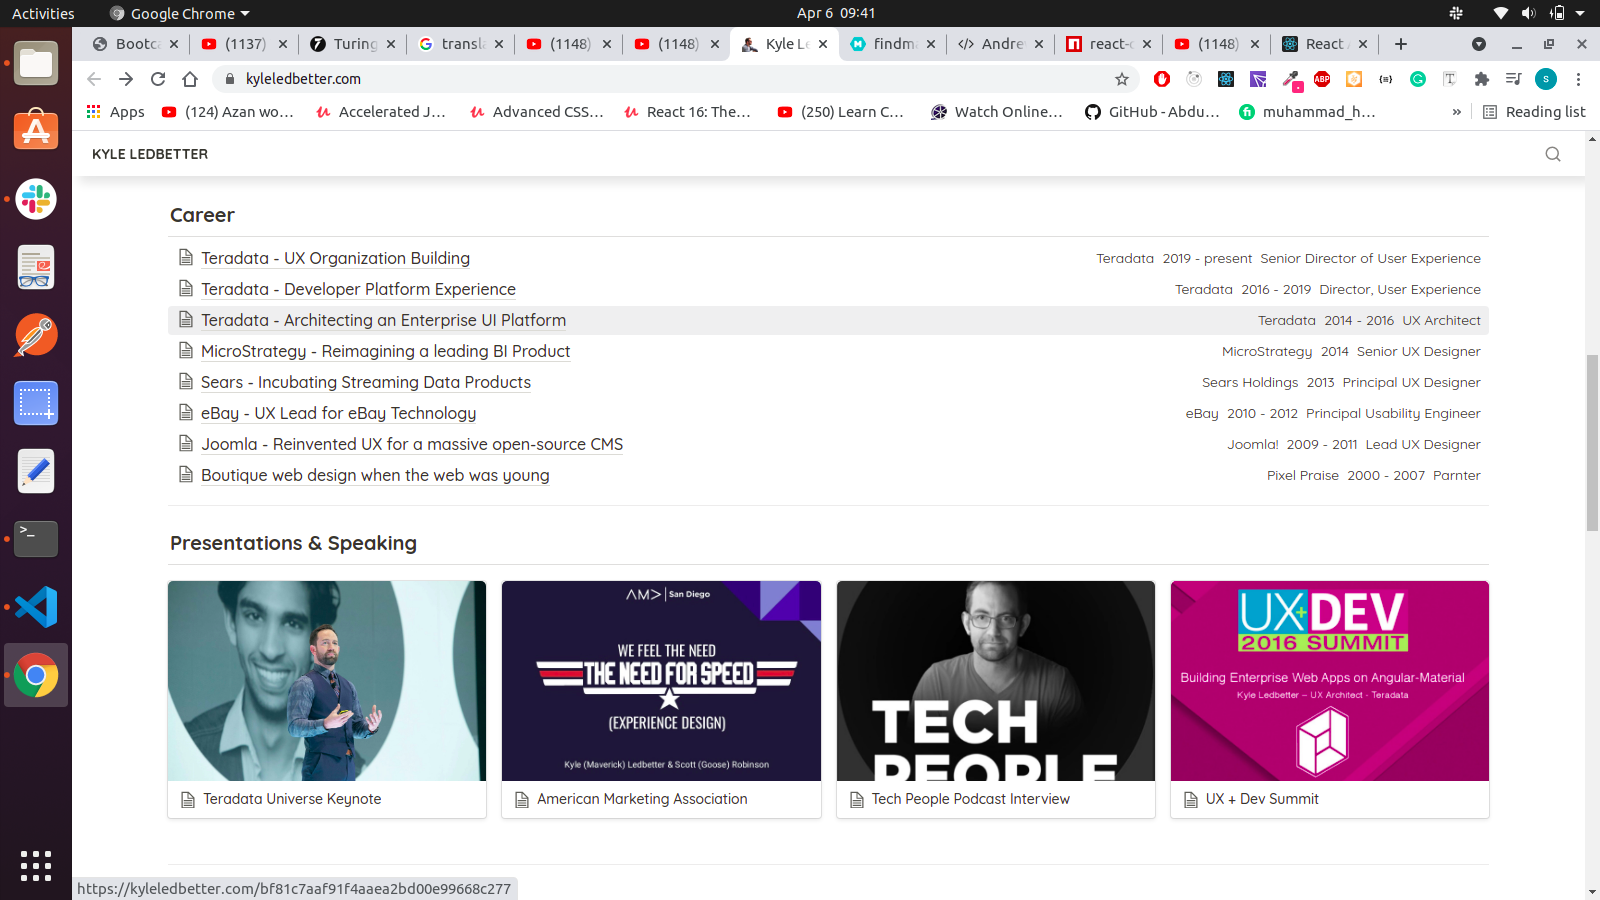 Activities
Google Chrome
Apr 6 09:41
Bootca
(1137)
Turing
transla
(1148)
(1148)
Kyle Le
findma
Andre
react-c
(1148)
React A
kyleledbetter.com
ABP
S
Apps
(124) Azan wo...
Accelerated J...
Advanced CSS...
React 16: The...
(250) Learn C...
Watch Online...
GitHub - Abdu...
muhammad_h...
»
Reading list
KYLE LEDBETTER
Career
Teradata - UX Organization Building
Teradata 2019 - present Senior Director of User Experience
Teradata - Developer Platform Experience
Teradata 2016 - 2019 Director, User Experience
Teradata - Architecting an Enterprise UI Platform
Teradata 2014 - 2016 UX Architect
MicroStrategy - Reimagining a leading BI Product
MicroStrategy 2014 Senior UX Designer
Sears - Incubating Streaming Data Products
Sears Holdings 2013 Principal UX Designer
eBay - UX Lead for eBay Technology
eBay 2010 - 2012 Principal Usability Engineer
Joomla - Reinvented UX for a massive open-source CMS
Joomla! 2009 - 2011 Lead UX Designer
Boutique web design when the web was young
Pixel Praise 2000 - 2007 Parnter
Presentations & Speaking
AMA | San Diego
WE FEEL THE NEED
THE NEED FOR SPEED
(EXPERIENCE DESIGN)
Kyle (Maverick) Ledbetter & Scott (Goose) Robinson
TECH
PEOPLE
UX+DEV
2016 SUMMIT
Building Enterprise Web Apps on Angular-Material
Kyle Ledbetter – UX Architect - Teradata
Teradata Universe Keynote
American Marketing Association
Tech People Podcast Interview
UX + Dev Summit
https://kyleledbetter.com/bf81c7aaf91f4aaea2bd00e99668c277